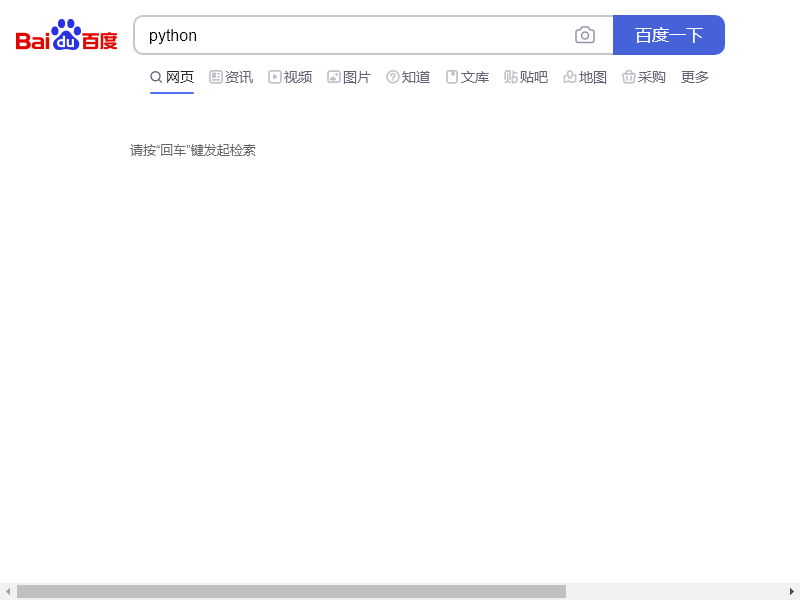 Bai du 百度 python 百度一下
网页 资讯 视频 图片 知道 文库 贴吧 地图 采购 更多
请按“回车”键发起检索